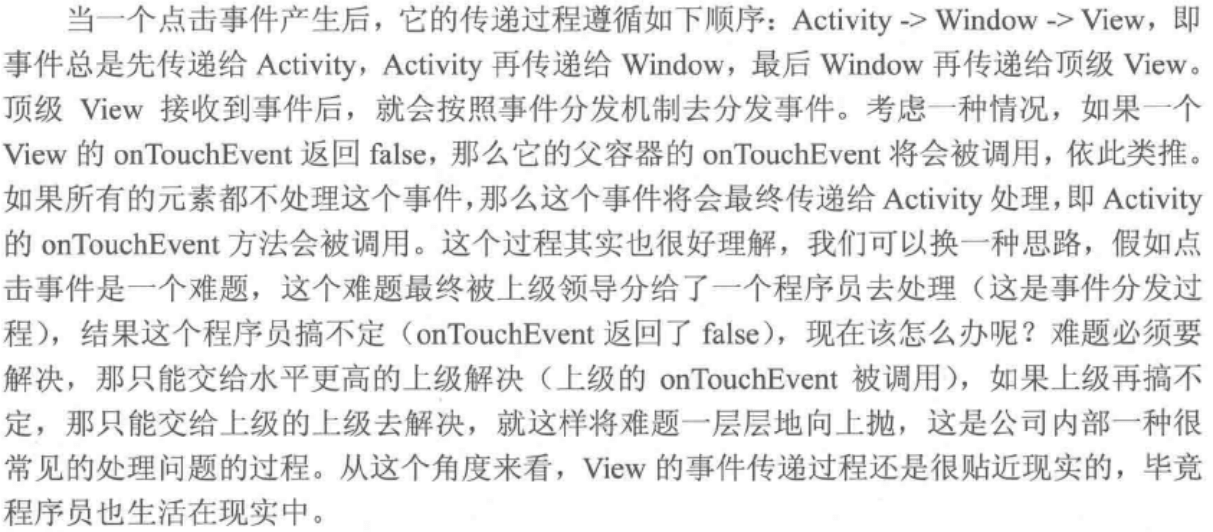 当一个点击事件产生后，它的传递过程遵循如下顺序：Activity -> Window -> View，即
事件总是先传递给 Activity，Activity 再传递给 Window，最后 Window 再传递给顶级 View。
顶级 View 接收到事件后，就会按照事件分发机制去分发事件。考虑一种情况，如果一个
View 的 onTouchEvent 返回 false，那么它的父容器的 onTouchEvent 将会被调用，依此类推。
如果所有的元素都不处理这个事件，那么这个事件将会最终传递给 Activity 处理，即 Activity
的 onTouchEvent 方法会被调用。这个过程其实也很好理解，我们可以换一种思路，假如点
击事件是一个难题，这个难题最终被上级领导分给了一个程序员去处理（这是事件分发过
程），结果这个程序员搞不定（onTouchEvent 返回了 false），现在该怎么办呢？难题必须要
解决，那只能交给水平更高的上级解决（上级的 onTouchEvent 被调用），如果上级再搞不
定，那只能交给上级的上级去解决，就这样将难题一层层地向上抛，这是公司内部一种很
常见的处理问题的过程。从这个角度来看，View 的事件传递过程还是很贴近现实的，毕竟
程序员也生活在现实中。